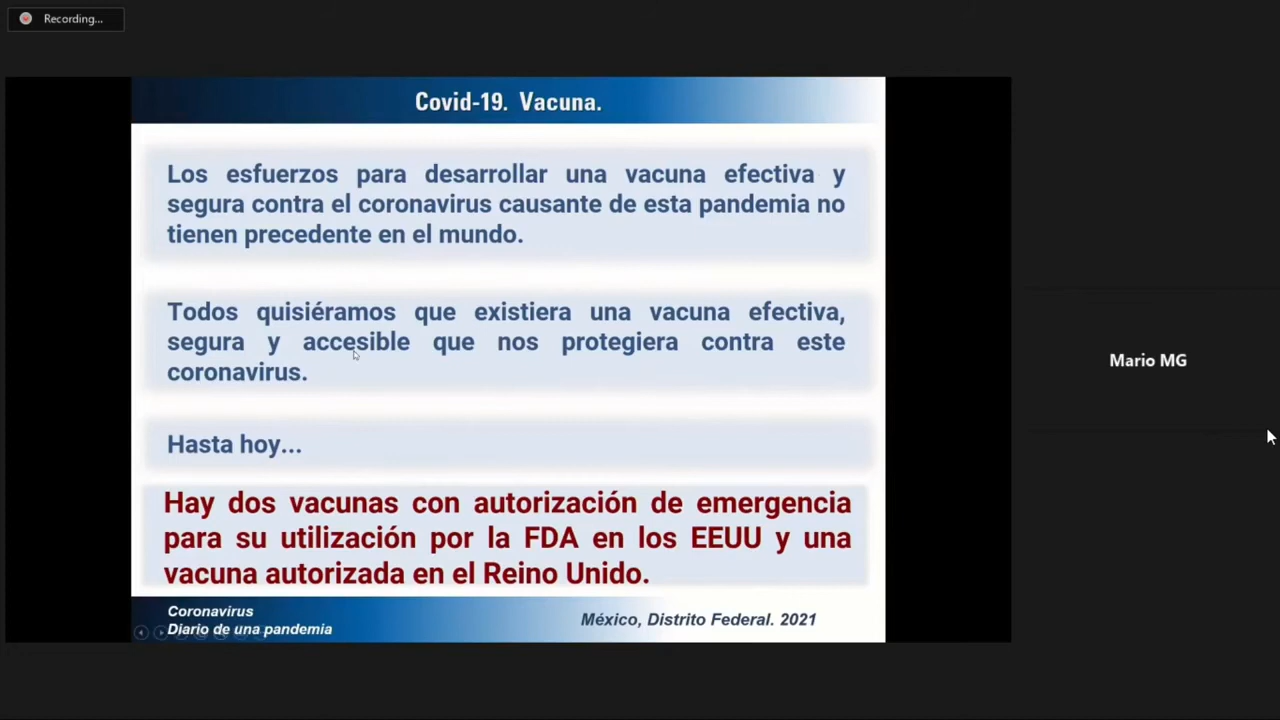 Recording...
Covid-19. Vacuna.
Los esfuerzos para desarrollar una vacuna efectiva y
segura contra el coronavirus causante de esta pandemia no
tienen precedente en el mundo.
Todos quisiéramos que existiera una vacuna efectiva,
segura y accesible que nos protegiera contra este
coronavirus.
Hasta hoy...
Hay dos vacunas con autorización de emergencia
para su utilización por la FDA en los EEUU y una
vacuna autorizada en el Reino Unido.
Coronavirus
Diario de una pandemia
México, Distrito Federal. 2021
Mario MG